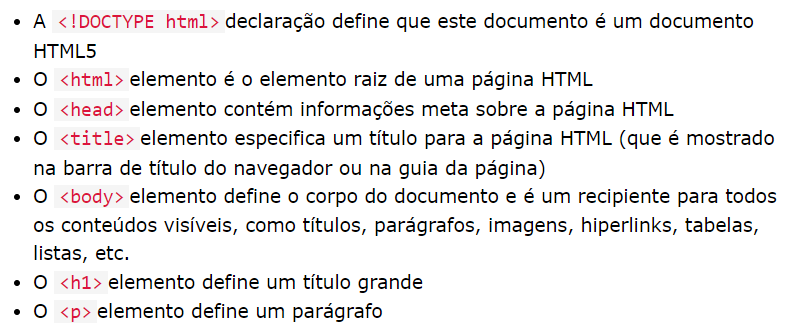 • A <!DOCTYPE html> declaração define que este documento é um documento
HTML5
• O <html> elemento é o elemento raiz de uma página HTML
• O <head> elemento contém informações meta sobre a página HTML
• O <title> elemento especifica um título para a página HTML (que é mostrado
na barra de título do navegador ou na guia da página)
• O <body> elemento define o corpo do documento e é um recipiente para todos
os conteúdos visíveis, como títulos, parágrafos, imagens, hiperlinks, tabelas,
listas, etc.
• O <h1> elemento define um título grande
• O <p> elemento define um parágrafo